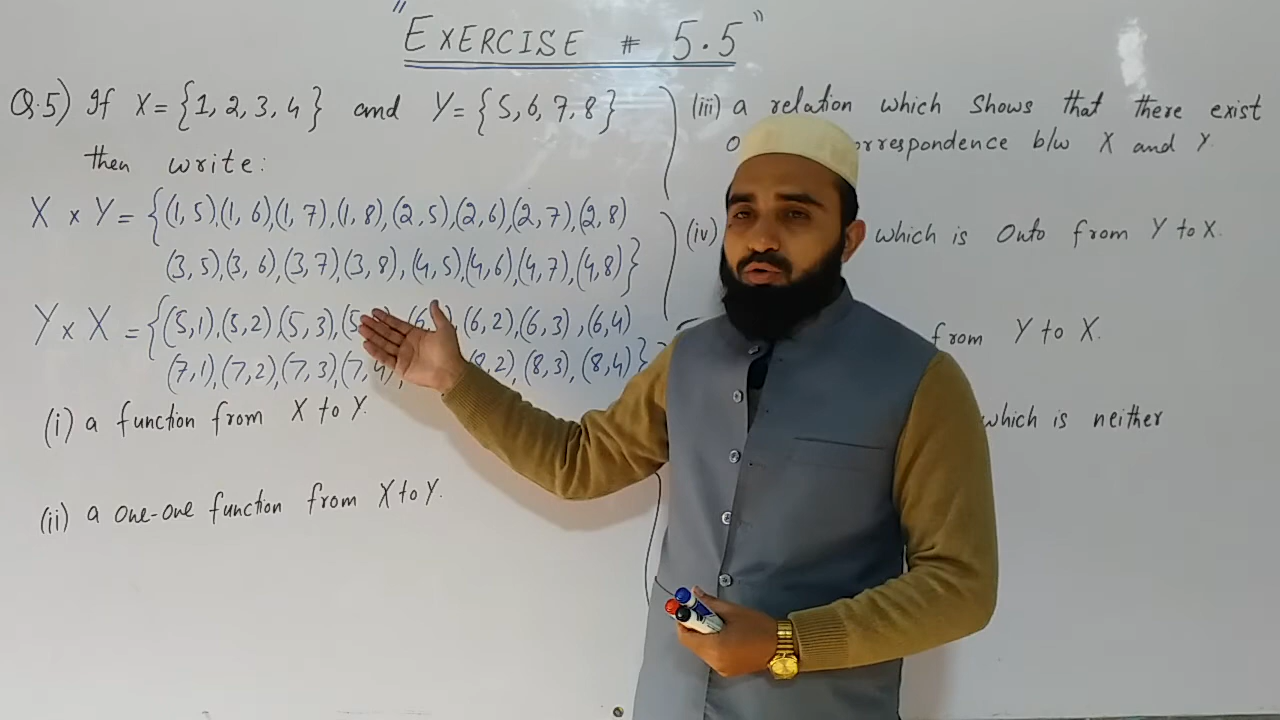 "EXERCISE # 5.5"
Q.5) If X = {1, 2, 3, 4} and Y = {5, 6, 7, 8}
then write:
X × Y = {(1, 5),(1, 6)(1, 7),(1, 8),(2, 5),(2, 6)(2, 7),(2, 8)
(3, 5),(3, 6),(3, 7)(3, 8),(4, 5),(4,6)(4,7),(4,8)}
Y × X = {(5,1),(5,2)(5,3),(5 (6, (6,2),(6,3),(6,4)
(7,1),(7,2),(7,3)(7,4), (8,2), (8,3), (8,4)}
(i) a function from X to Y.
(ii) a one-one function from X to Y.
(iii) a relation which shows that there exist
b/w X and Y.
(iv) which is Onto from Y to X.
from Y to X.
which is neither